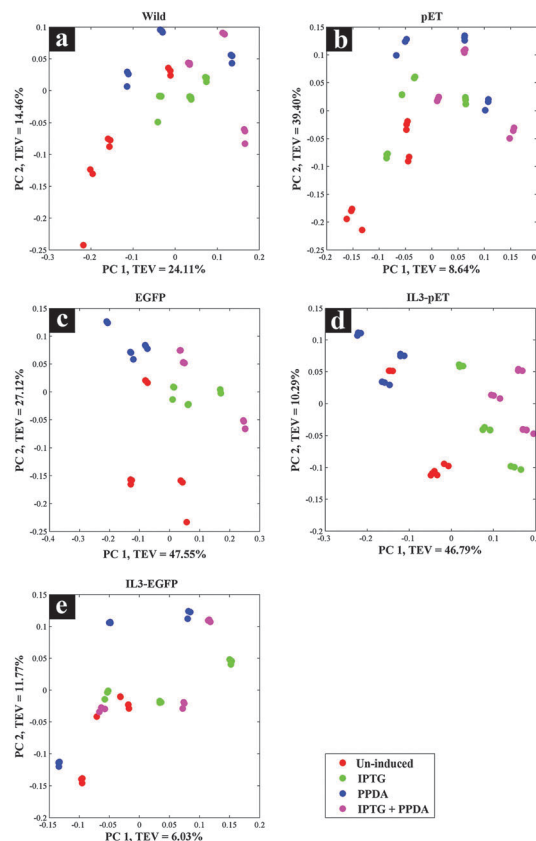 Wild
a
PC 2, TEV = 14.46%
0.1
0.05
0
-0.05
-0.1
-0.15
-0.2
-0.25
-0.3 -0.2 -0.1 0 0.1 0.2
PC 1, TEV = 24.11%
pET
b
PC 2, TEV = 39.40%
0.15
0.1
0.05
0
-0.05
-0.1
-0.15
-0.2
-0.25
-0.2 -0.15 -0.1 -0.05 0 0.05 0.1 0.15 0.2
PC 1, TEV = 8.64%
EGFP
c
PC 2, TEV = 27.12%
0.15
0.1
0.05
0
-0.05
-0.1
-0.15
-0.2
-0.25
-0.4 -0.3 -0.2 -0.1 0 0.1 0.2 0.3
PC 1, TEV = 47.55%
IL3-pET
d
PC 2, TEV = 10.29%
0.15
0.1
0.05
0
-0.05
-0.1
-0.15
-0.2
-0.3 -0.2 -0.1 0 0.1 0.2
PC 1, TEV = 46.79%
IL3-EGFP
e
PC 2, TEV = 11.77%
0.15
0.1
0.05
0
-0.05
-0.1
-0.15
-0.2
-0.15 -0.1 -0.05 0 0.05 0.1 0.15 0.2
PC 1, TEV = 6.03%
Un-induced
IPTG
PPDA
IPTG + PPDA